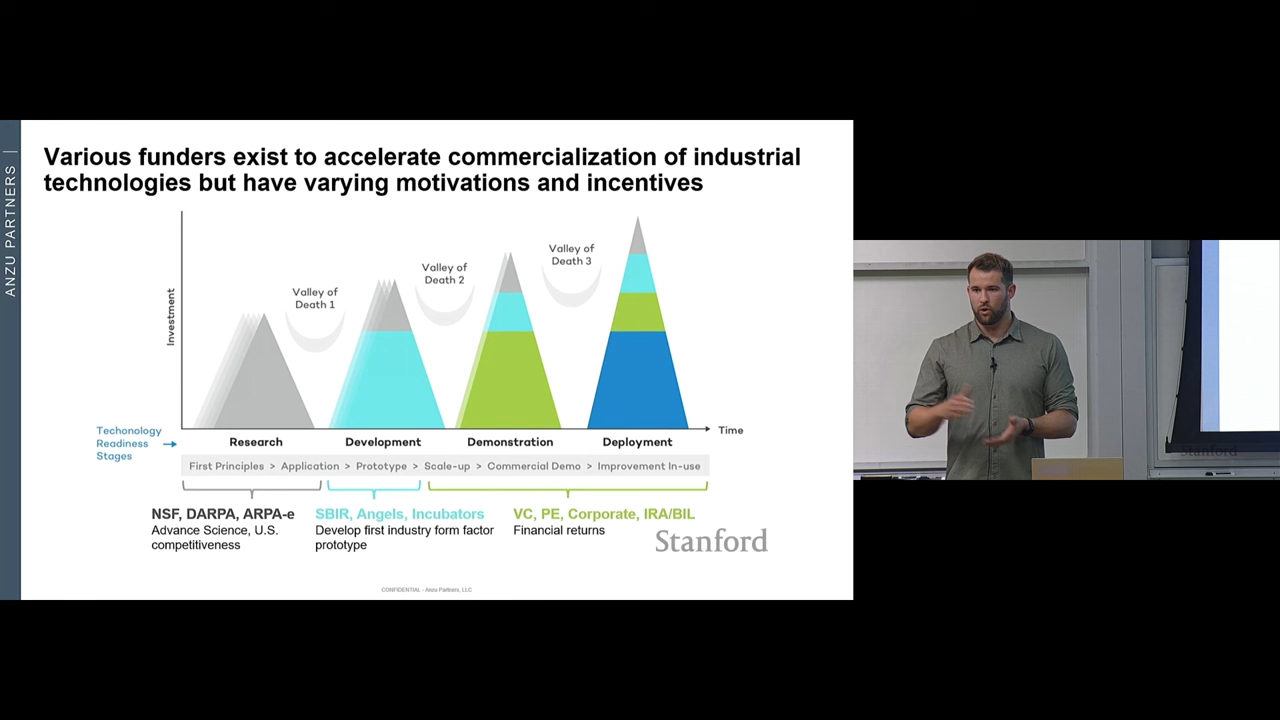 ANZU PARTNERS |
Various funders exist to accelerate commercialization of industrial
technologies but have varying motivations and incentives
Investment
Valley of
Death 1
Valley of
Death 2
Valley of
Death 3
Techonology
Readiness
Stages
Research
Development
Demonstration
Deployment
Time
First Principles > Application > Prototype > Scale-up > Commercial Demo > Improvement In-use
NSF, DARPA, ARPA-e
Advance Science, U.S.
competitiveness
SBIR, Angels, Incubators
Develop first industry form factor
prototype
VC, PE, Corporate, IRA/BIL
Financial returns
Stanford
CONFIDENTIAL - Anzu Partners, LLC
Stanford